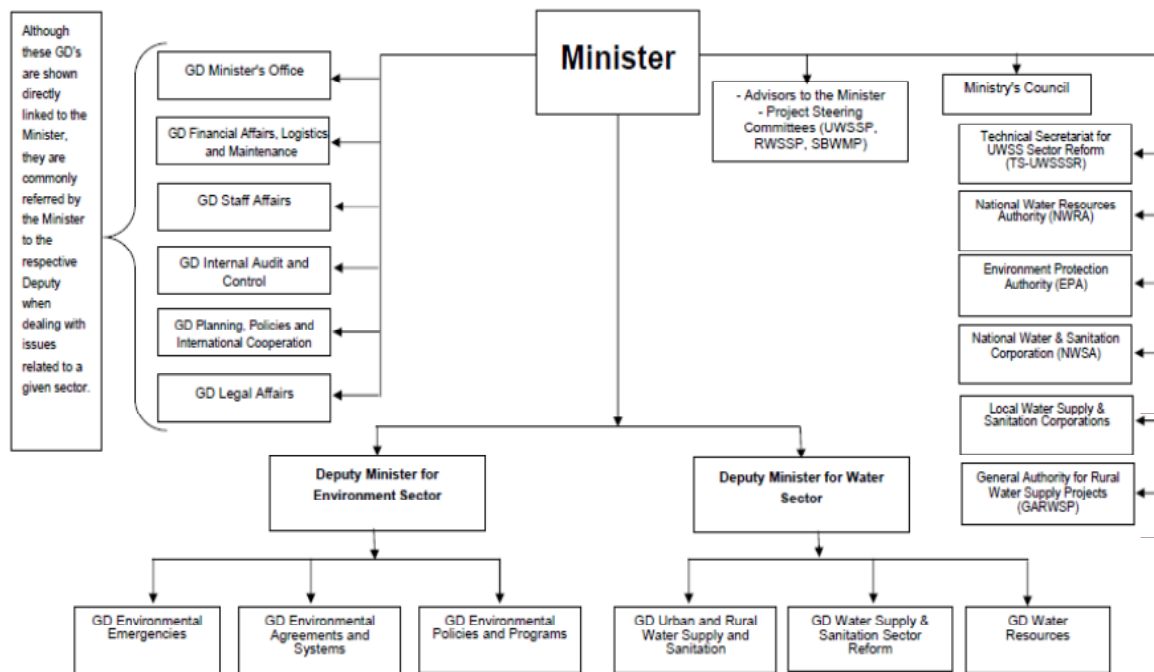 Although
these GD's
are shown
directly
linked to the
Minister,
they are
commonly
referred by
the Minister
to the
respective
Deputy
when
dealing with
issues
related to a
given sector.
GD Minister's Office
GD Financial Affairs, Logistics
and Maintenance
GD Staff Affairs
GD Internal Audit and
Control
GD Planning, Policies and
International Cooperation
GD Legal Affairs
Minister
- Advisors to the Minister
- Project Steering
Committees (UWSSP,
RWSSP, SBWMP)
Ministry's Council
Technical Secretariat for
UWSS Sector Reform
(TS-UWSSSR)
National Water Resources
Authority (NWRA)
Environment Protection
Authority (EPA)
National Water & Sanitation
Corporation (NWSA)
Local Water Supply &
Sanitation Corporations
General Authority for Rural
Water Supply Projects
(GARWSP)
Deputy Minister for
Environment Sector
Deputy Minister for Water
Sector
GD Environmental
Emergencies
GD Environmental
Agreements and
Systems
GD Environmental
Policies and Programs
GD Urban and Rural
Water Supply and
Sanitation
GD Water Supply &
Sanitation Sector
Reform
GD Water
Resources